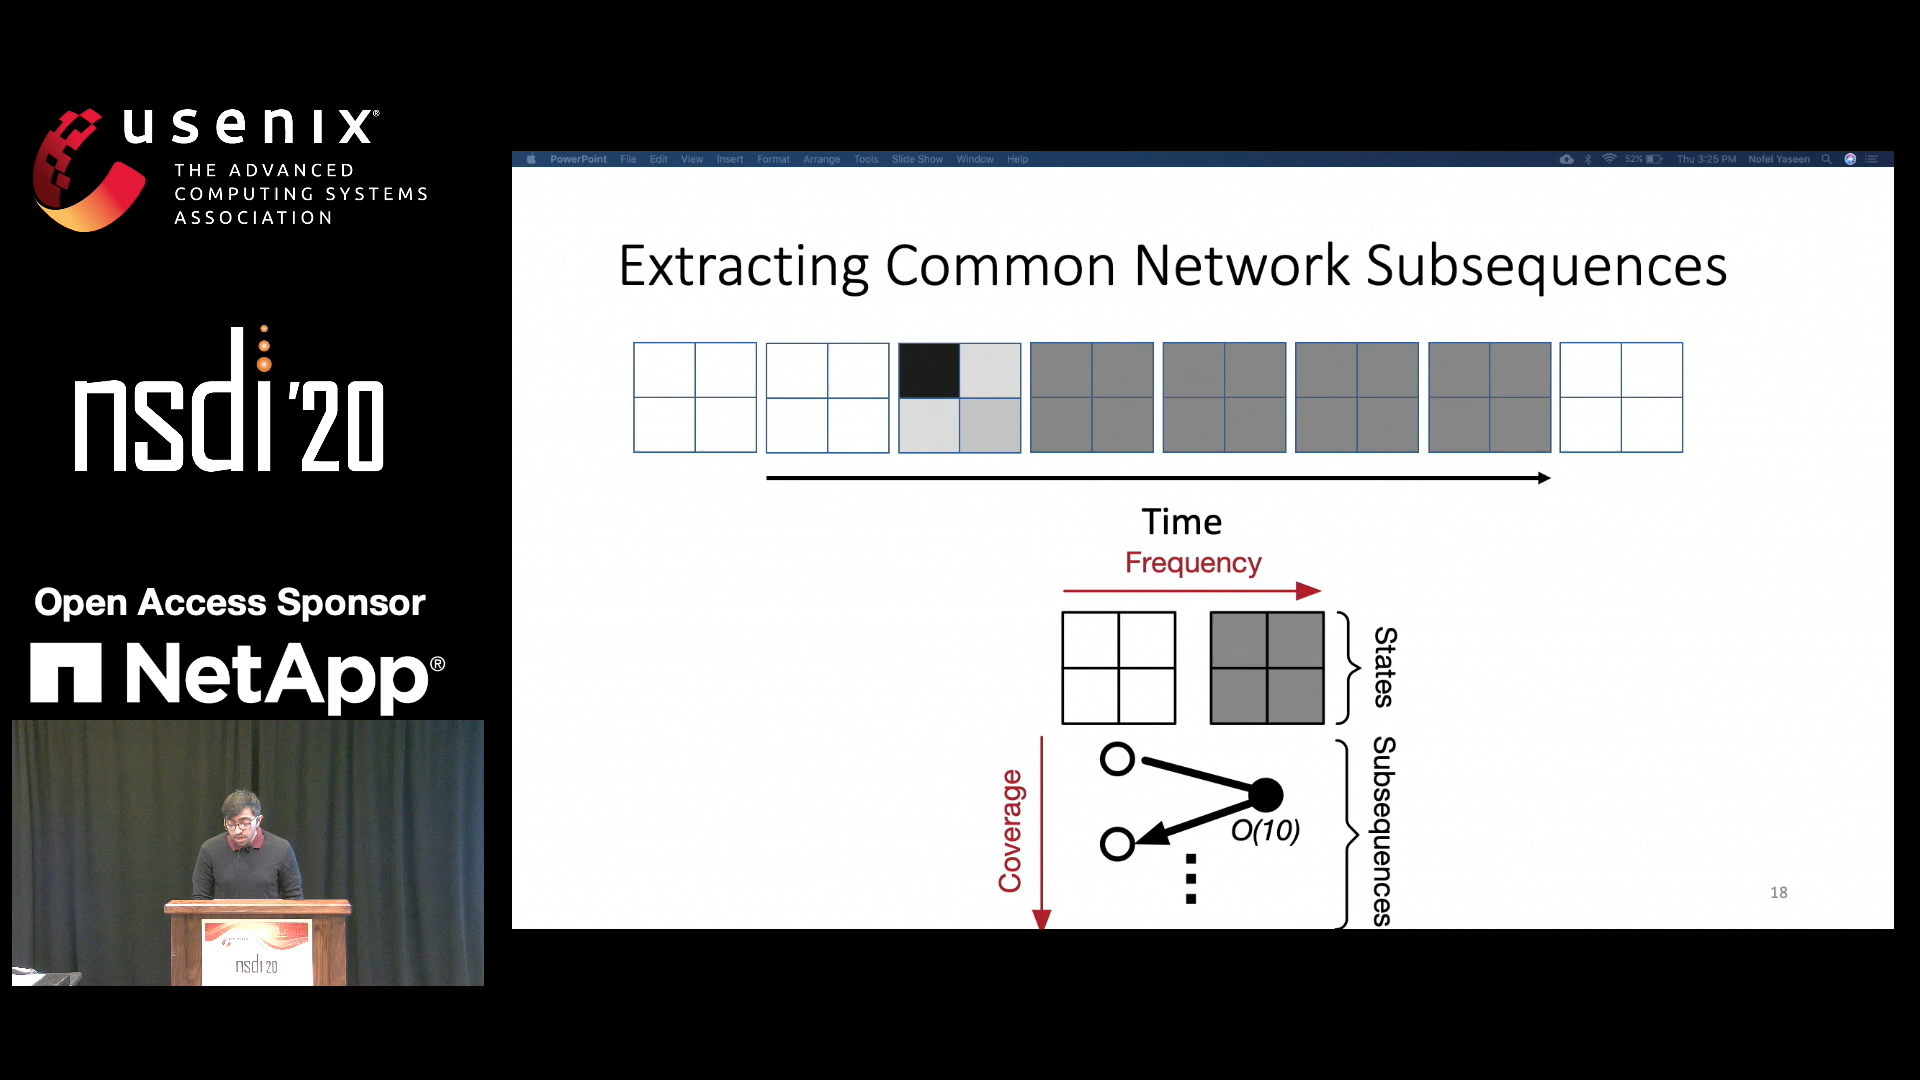 usenix®
THE ADVANCED
COMPUTING SYSTEMS
ASSOCIATION
nsdi '20
Open Access Sponsor
NetApp®
nsdi 20
PowerPoint File Edit View Insert Format Arrange Tools Slide Show Window Help
52% Thu 3:25 PM Nofel Yaseen
Extracting Common Network Subsequences
Time
Frequency
States
Coverage
O(10)
Subsequences
18